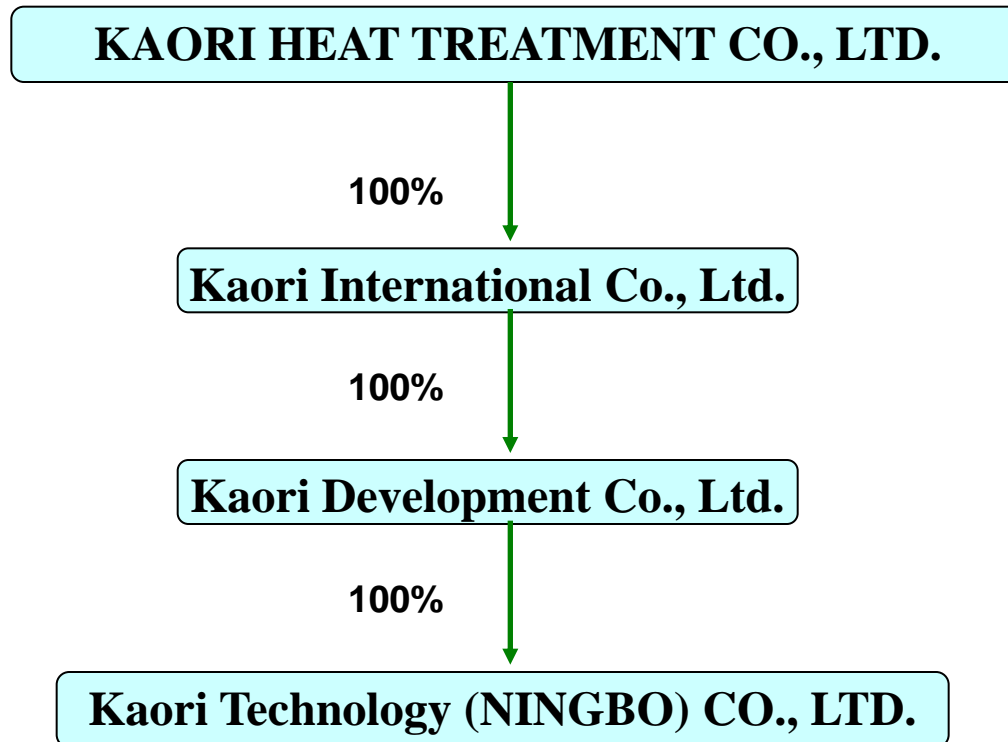 KAORI HEAT TREATMENT CO., LTD.
100%
Kaori International Co., Ltd.
100%
Kaori Development Co., Ltd.
100%
Kaori Technology (NINGBO) CO., LTD.